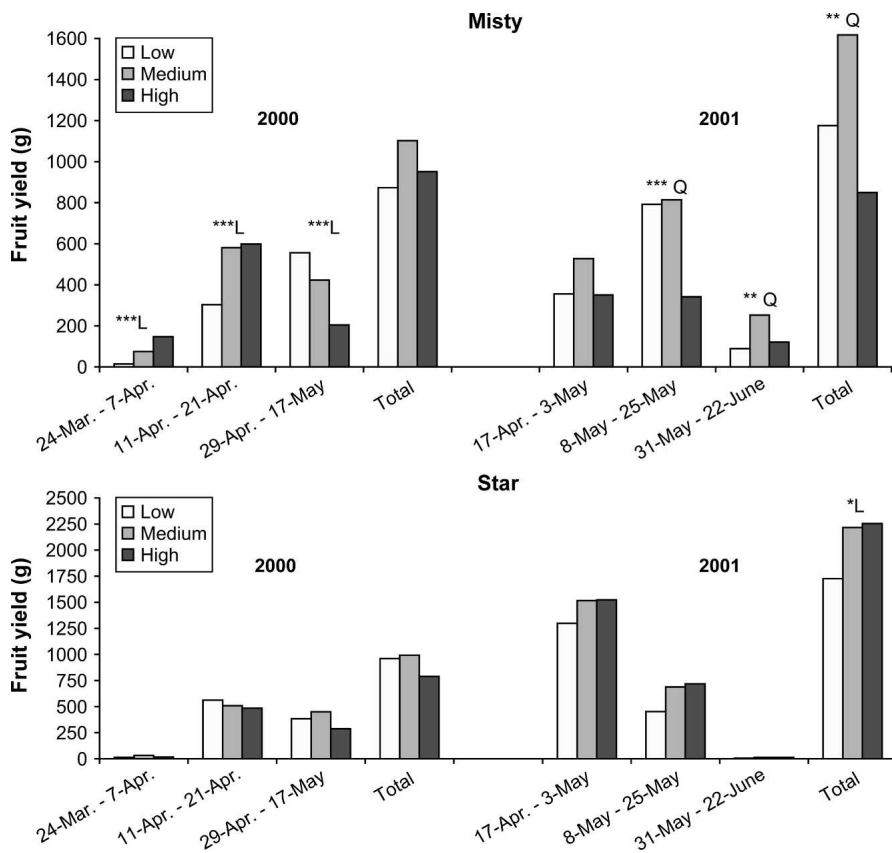 Misty
Fruit yield (g)
1600
1400
1200
1000
800
600
400
200
0
Low
Medium
High
2000
2001
***L
***L
***L
*** Q
** Q
** Q
24-Mar. - 7-Apr.
11-Apr. - 21-Apr.
29-Apr. - 17-May
Total
17-Apr. - 3-May
8-May - 25-May
31-May - 22-June
Total
Star
Fruit yield (g)
2500
2250
2000
1750
1500
1250
1000
750
500
250
0
Low
Medium
High
2000
2001
*L
24-Mar. - 7-Apr.
11-Apr. - 21-Apr.
29-Apr. - 17-May
Total
17-Apr. - 3-May
8-May - 25-May
31-May - 22-June
Total